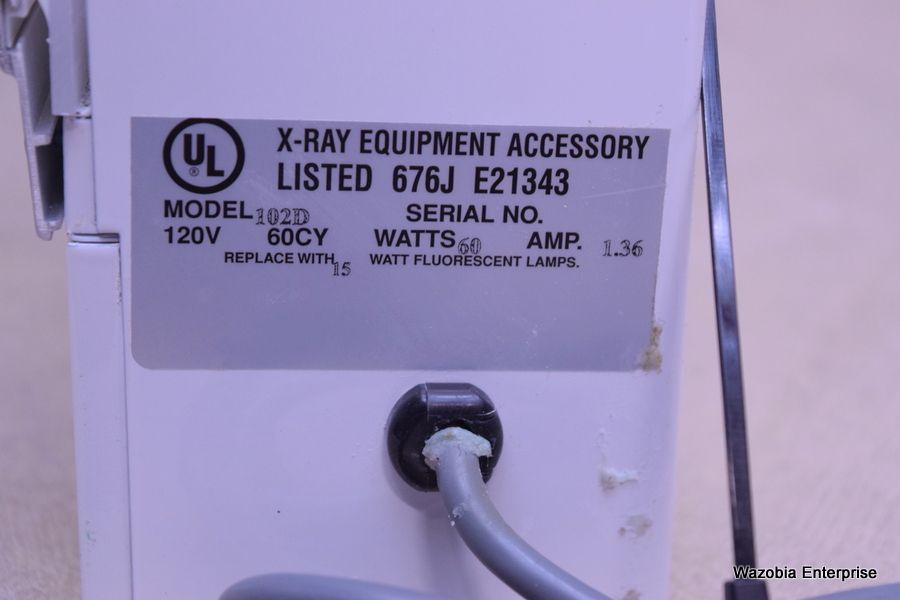 UL ®
X-RAY EQUIPMENT ACCESSORY
LISTED 676J E21343
MODEL 102D SERIAL NO.
120V 60CY WATTS 60 AMP. 1.36
REPLACE WITH 15 WATT FLUORESCENT LAMPS.
Wazobia Enterprise